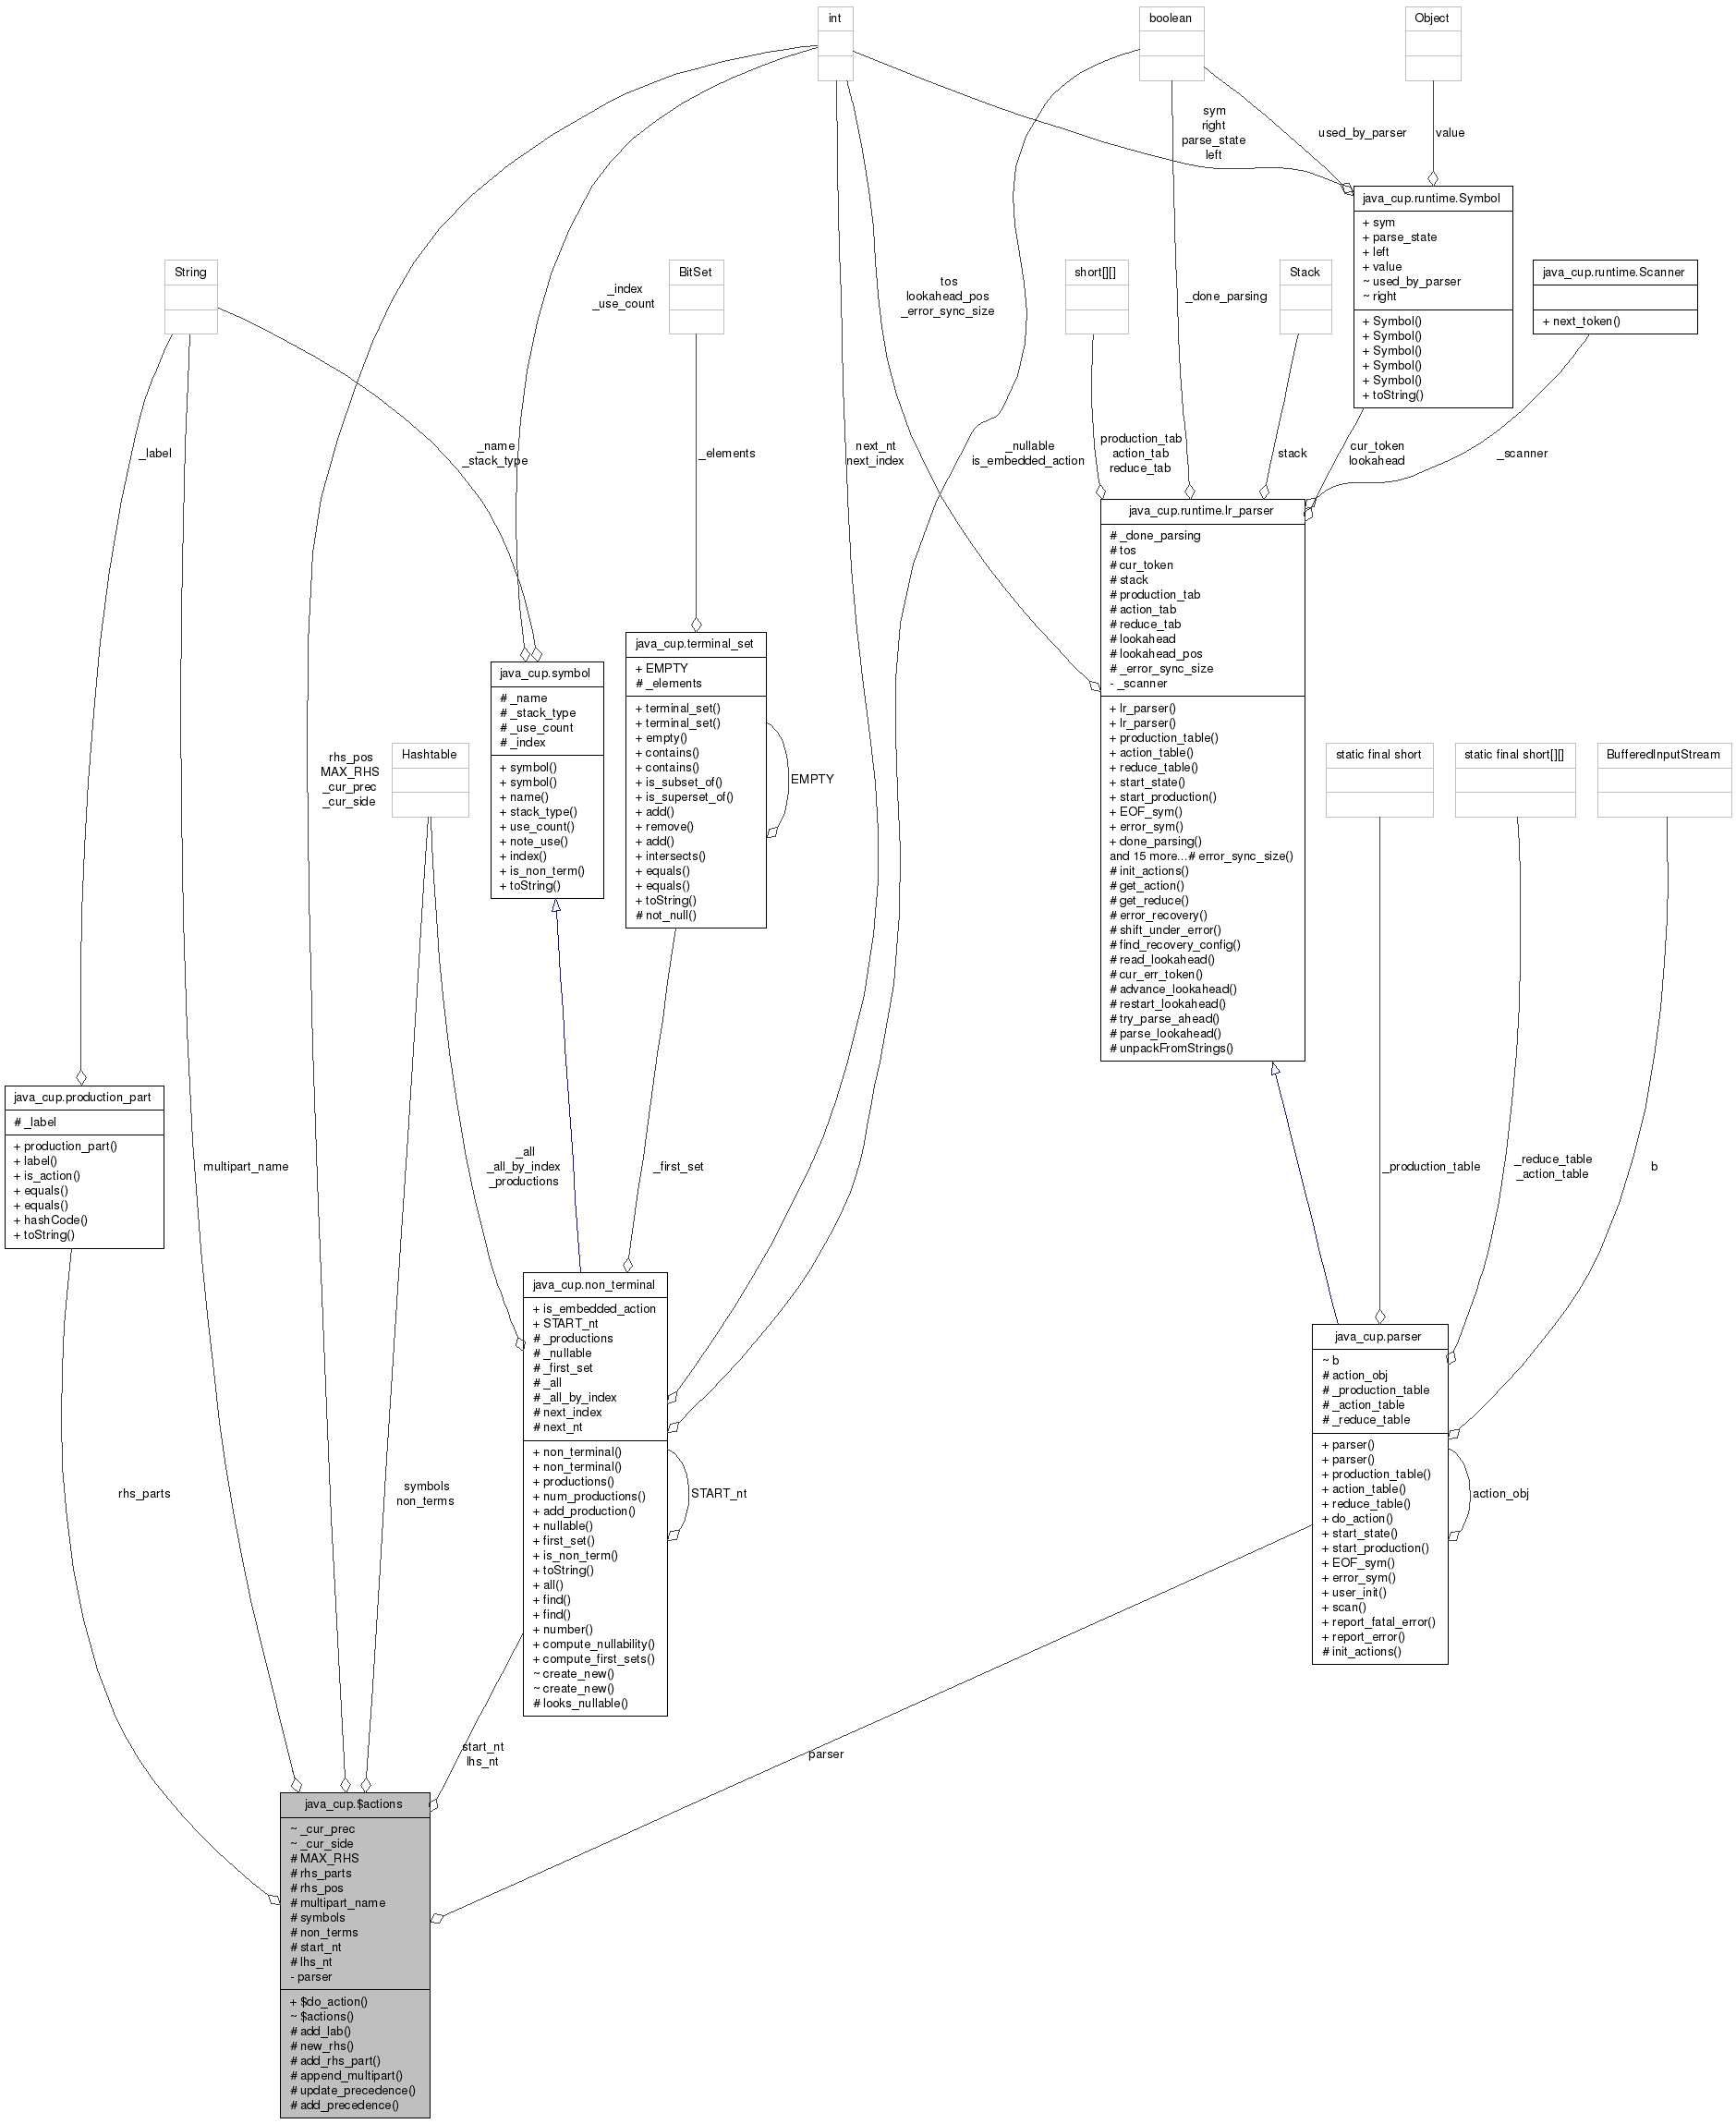 int
boolean
Object
sym
right
parse_state
left
used_by_parser
value
java_cup.runtime.Symbol
+ sym
+ parse_state
+ left
+ value
~ used_by_parser
~ right
+ Symbol()
+ Symbol()
+ Symbol()
+ Symbol()
+ Symbol()
+ toString()
String
BitSet
short[][]
Stack
java_cup.runtime.Scanner
+ next_token()
_index
_use_count
tos
lookahead_pos
_error_sync_size
_done_parsing
_label
_name
_stack_type
_elements
next_nt
next_index
_nullable
is_embedded_action
production_tab
action_tab
reduce_tab
stack
cur_token
lookahead
_scanner
java_cup.runtime.lr_parser
# _done_parsing
# tos
# cur_token
# stack
# production_tab
# action_tab
# reduce_tab
# lookahead
# lookahead_pos
# _error_sync_size
- _scanner
+ lr_parser()
+ lr_parser()
+ production_table()
+ action_table()
+ reduce_table()
+ start_state()
+ start_production()
+ EOF_sym()
+ error_sym()
+ done_parsing()
and 15 more...# error_sync_size()
# init_actions()
# get_action()
# get_reduce()
# error_recovery()
# shift_under_error()
# find_recovery_config()
# read_lookahead()
# cur_err_token()
# advance_lookahead()
# restart_lookahead()
# try_parse_ahead()
# parse_lookahead()
# unpackFromStrings()
java_cup.symbol
# _name
# _stack_type
# _use_count
# _index
+ symbol()
+ symbol()
+ name()
+ stack_type()
+ use_count()
+ note_use()
+ index()
+ is_non_term()
+ toString()
java_cup.terminal_set
+ EMPTY
# _elements
+ terminal_set()
+ terminal_set()
+ empty()
+ contains()
+ contains()
+ is_subset_of()
+ is_superset_of()
+ add()
+ remove()
+ add()
+ intersects()
+ equals()
+ equals()
+ toString()
# not_null()
EMPTY
rhs_pos
MAX_RHS
_cur_prec
_cur_side
Hashtable
static final short
static final short[][]
BufferedInputStream
java_cup.production_part
# _label
+ production_part()
+ label()
+ is_action()
+ equals()
+ equals()
+ hashCode()
+ toString()
multipart_name
_all
_all_by_index
_productions
_first_set
_production_table
_reduce_table
_action_table
b
java_cup.non_terminal
+ is_embedded_action
+ START_nt
# _productions
# _nullable
# _first_set
# _all
# _all_by_index
# next_index
# next_nt
+ non_terminal()
+ non_terminal()
+ productions()
+ num_productions()
+ add_production()
+ nullable()
+ first_set()
+ is_non_term()
+ toString()
+ all()
+ find()
+ find()
+ number()
+ compute_nullability()
+ compute_first_sets()
~ create_new()
~ create_new()
# looks_nullable()
START_nt
java_cup.parser
~ b
# action_obj
# _production_table
# _action_table
# _reduce_table
+ parser()
+ parser()
+ production_table()
+ action_table()
+ reduce_table()
+ do_action()
+ start_state()
+ start_production()
+ EOF_sym()
+ error_sym()
+ user_init()
+ scan()
+ report_fatal_error()
+ report_error()
# init_actions()
action_obj
rhs_parts
symbols
non_terms
start_nt
lhs_nt
parser
java_cup.$actions
~ _cur_prec
~ _cur_side
# MAX_RHS
# rhs_parts
# rhs_pos
# multipart_name
# symbols
# non_terms
# start_nt
# lhs_nt
- parser
+ $do_action()
~ $actions()
# add_lab()
# new_rhs()
# add_rhs_part()
# append_multipart()
# update_precedence()
# add_precedence()